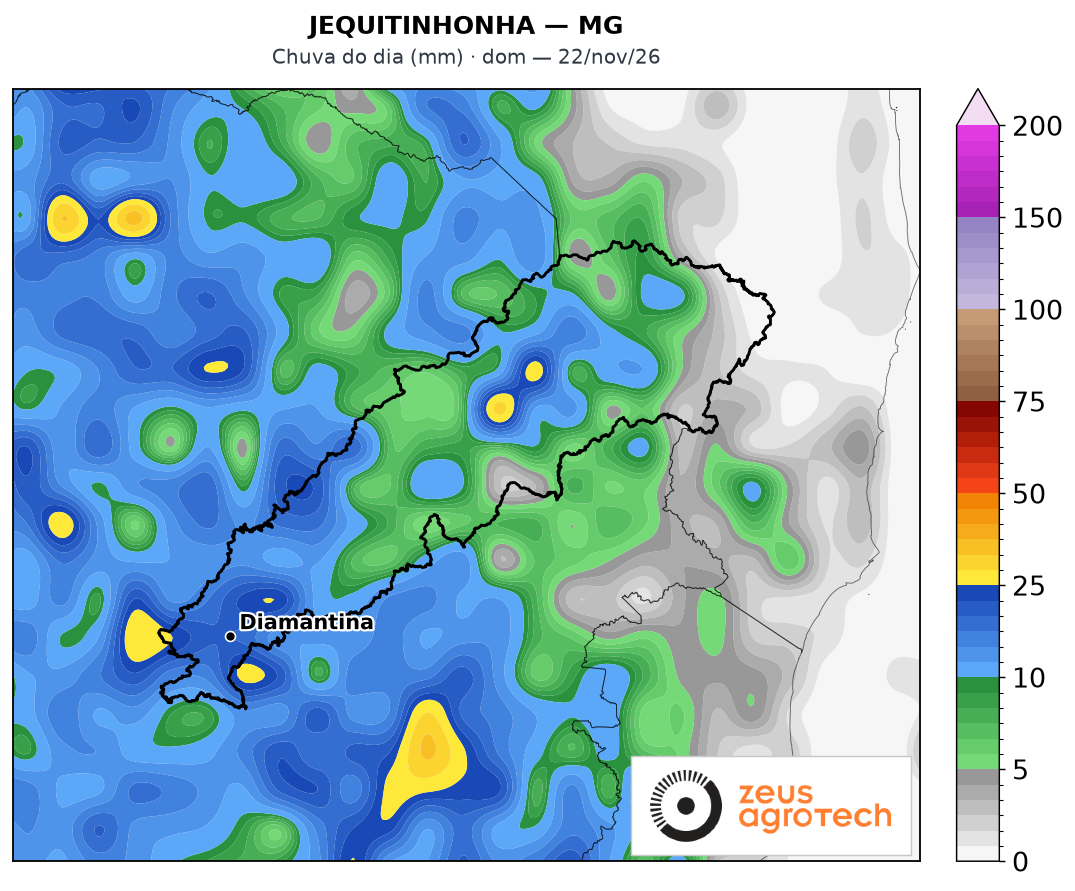 JEQUITINHONHA — MG
Chuva do dia (mm) · dom — 22/nov/26
200
150
100
75
50
25
10
5
0
Diamantina
zeus
agrotech